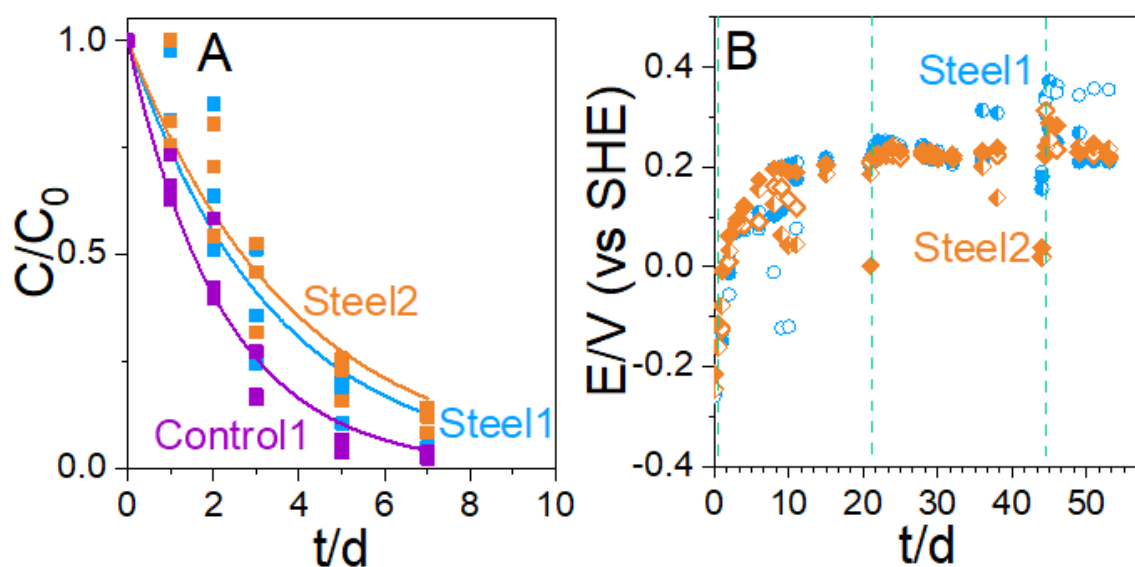 A
C/C₀
1.0
0.5
0.0
Steel2
Steel1
Control1
0 2 4 6 8 10
t/d
B
E/V (vs SHE)
0.4
0.2
0.0
-0.2
-0.4
Steel1
Steel2
0 10 20 30 40 50
t/d